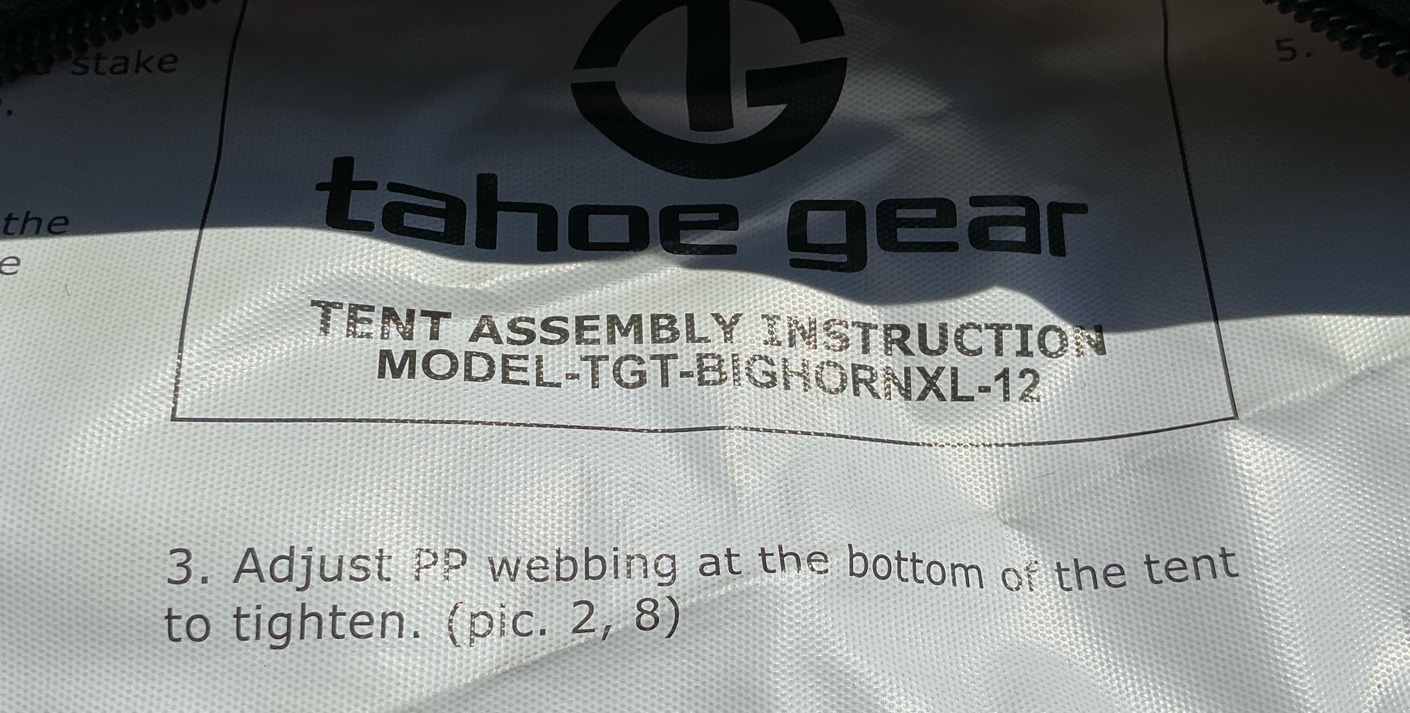 stake
the
e
5.
tahoe gear
TENT ASSEMBLY INSTRUCTION
MODEL-TGT-BIGHORNXL-12
3. Adjust PP webbing at the bottom of the tent
to tighten. (pic. 2, 8)